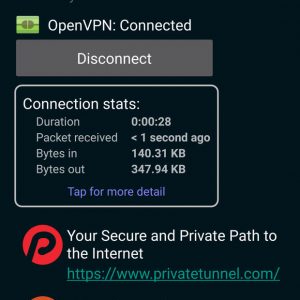 OpenVPN: Connected
Disconnect
Connection stats:
Duration 0:00:28
Packet received < 1 second ago
Bytes in 140.31 KB
Bytes out 347.94 KB
Tap for more detail
Your Secure and Private Path to
the Internet
https://www.privatetunnel.com/